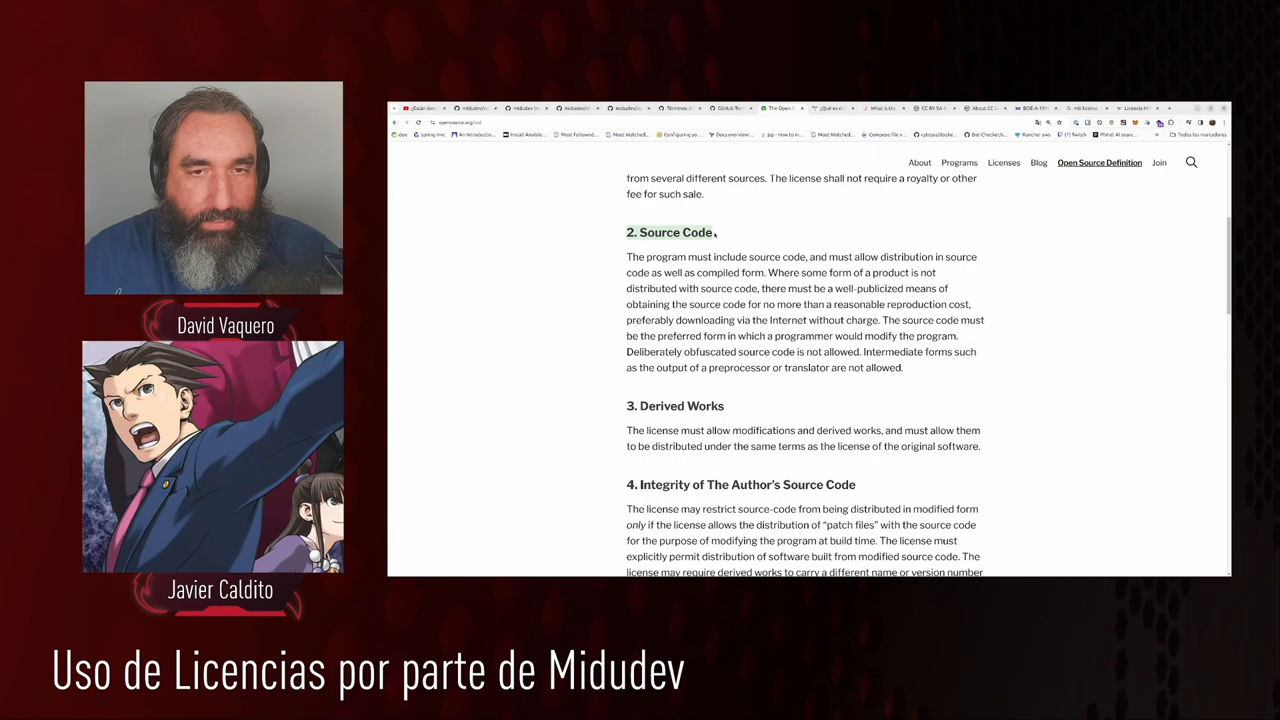 David Vaquero
Javier Caldito
Uso de Licencias por parte de Midudev
opensource.org/osd
About Programs Licenses Blog Open Source Definition Join
from several different sources. The license shall not require a royalty or other
fee for such sale.
2. Source Code
The program must include source code, and must allow distribution in source
code as well as compiled form. Where some form of a product is not
distributed with source code, there must be a well-publicized means of
obtaining the source code for no more than a reasonable reproduction cost,
preferably downloading via the Internet without charge. The source code must
be the preferred form in which a programmer would modify the program.
Deliberately obfuscated source code is not allowed. Intermediate forms such
as the output of a preprocessor or translator are not allowed.
3. Derived Works
The license must allow modifications and derived works, and must allow them
to be distributed under the same terms as the license of the original software.
4. Integrity of The Author’s Source Code
The license may restrict source-code from being distributed in modified form
only if the license allows the distribution of “patch files” with the source code
for the purpose of modifying the program at build time. The license must
explicitly permit distribution of software built from modified source code. The
license may require derived works to carry a different name or version number